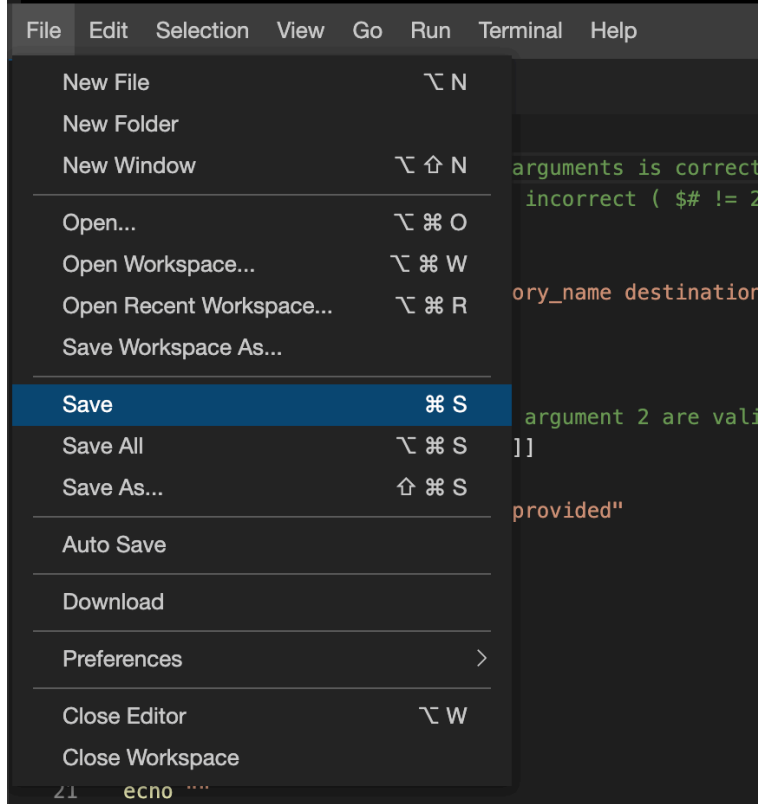 File Edit Selection View Go Run Terminal Help
New File ⌥ N
New Folder
New Window ⌥ ⇧ N
Open... ⌥ ⌘ O
Open Workspace... ⌥ ⌘ W
Open Recent Workspace... ⌥ ⌘ R
Save Workspace As...
Save ⌘ S
Save All ⌥ ⌘ S
Save As... ⇧ ⌘ S
Auto Save
Download
Preferences
Close Editor ⌥ W
Close Workspace
arguments is correct
incorrect ( $# != 2
ory_name destination
argument 2 are vali
]]
provided"
21 echo ""